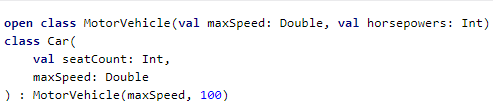 open class MotorVehicle(val maxSpeed: Double, val horsepowers: Int)
class Car(
    val seatCount: Int,
    maxSpeed: Double
) : MotorVehicle(maxSpeed, 100)